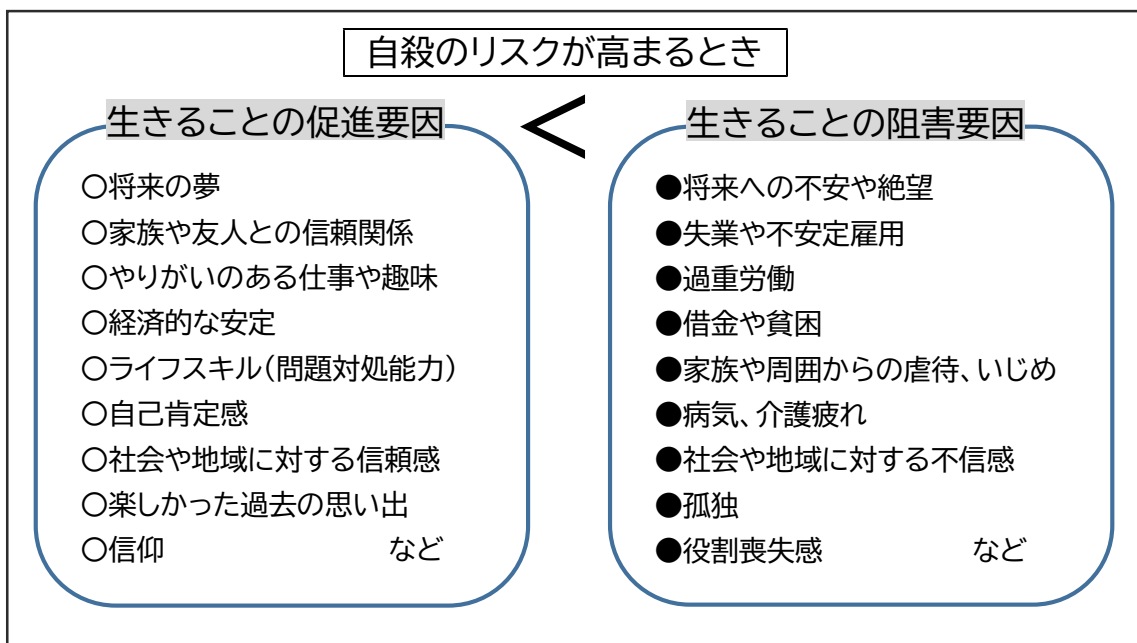 自殺のリスクが高まるとき
生きることの促進要因
○将来の夢
○家族や友人との信頼関係
○やりがいのある仕事や趣味
○経済的な安定
○ライフスキル（問題対処能力）
○自己肯定感
○社会や地域に対する信頼感
○楽しかった過去の思い出
○信仰 など
<
生きることの阻害要因
●将来への不安や絶望
●失業や不安定雇用
●過重労働
●借金や貧困
●家族や周囲からの虐待、いじめ
●病気、介護疲れ
●社会や地域に対する不信感
●孤独
●役割喪失感 など